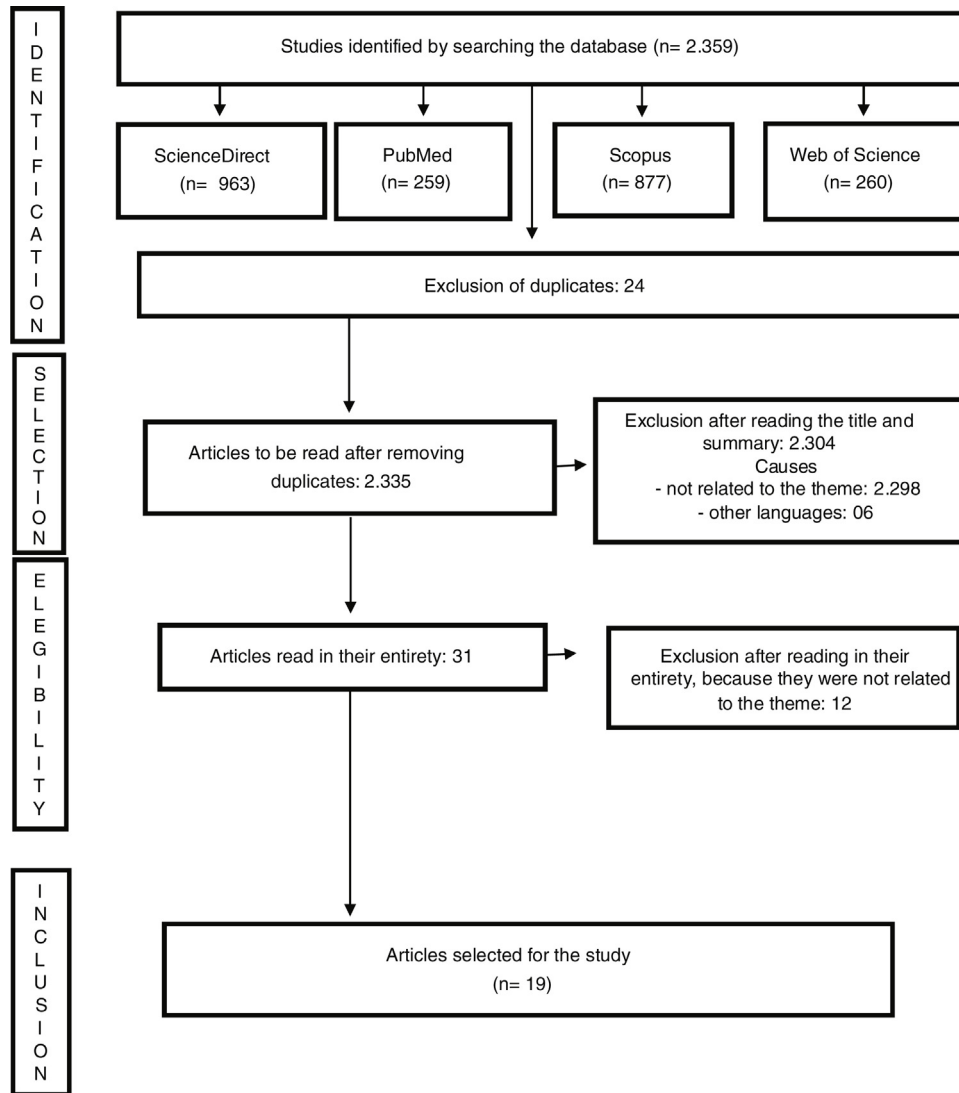 IDENTIFICATION
Studies identified by searching the database (n= 2.359)
ScienceDirect
(n= 963)
PubMed
(n= 259)
Scopus
(n= 877)
Web of Science
(n= 260)
Exclusion of duplicates: 24
SELECTION
Articles to be read after removing
duplicates: 2.335
Exclusion after reading the title and
summary: 2.304
Causes
- not related to the theme: 2.298
- other languages: 06
ELEGIBILITY
Articles read in their entirety: 31
Exclusion after reading in their
entirety, because they were not related
to the theme: 12
INCLUSION
Articles selected for the study
(n= 19)